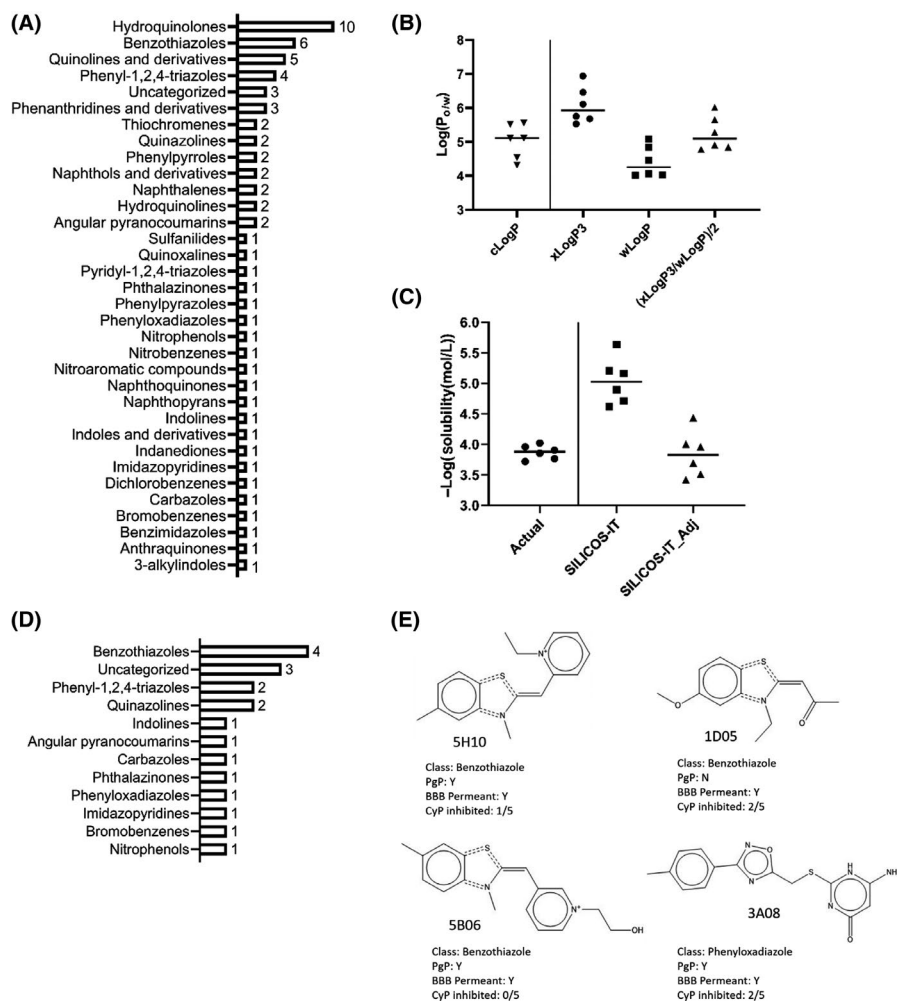 (A)
Hydroquinolones 10
Benzothiazoles 6
Quinolines and derivatives 5
Phenyl-1,2,4-triazoles 4
Uncategorized 3
Phenanthridines and derivatives 3
Thiochromenes 2
Quinazolines 2
Phenylpyrroles 2
Naphthols and derivatives 2
Naphthalenes 2
Hydroquinolines 2
Angular pyranocoumarins 2
Sulfanilides 1
Quinoxalines 1
Pyridyl-1,2,4-triazoles 1
Phthalazinones 1
Phenylpyrazoles 1
Phenyloxadiazoles 1
Nitrophenols 1
Nitrobenzenes 1
Nitroaromatic compounds 1
Naphthoquinones 1
Naphthopyrans 1
Indolines 1
Indoles and derivatives 1
Indanediones 1
Imidazopyridines 1
Dichlorobenzenes 1
Carbazoles 1
Bromobenzenes 1
Benzimidazoles 1
Anthraquinones 1
3-alkylindoles 1
(B)
Log(Po/w)
8
7
6
5
4
3
cLogP
xLogP3
wLogP
(xLogP3/wLogP)/2
(C)
–Log( solubility(mol/L))
6.0
5.5
5.0
4.5
4.0
3.5
3.0
Actual
SILICOS-IT
SILICOS-IT_Adj
(D)
Benzothiazoles 4
Uncategorized 3
Phenyl-1,2,4-triazoles 2
Quinazolines 2
Indolines 1
Angular pyranocoumarins 1
Carbazoles 1
Phthalazinones 1
Phenyloxadiazoles 1
Imidazopyridines 1
Bromobenzenes 1
Nitrophenols 1
(E)
N+
S
N
5H10
Class: Benzothiazole
PgP: Y
BBB Permeant: Y
CyP inhibited: 1/5
S
N
O
O
1D05
Class: Benzothiazole
PgP: N
BBB Permeant: Y
CyP inhibited: 2/5
S
N
N+
OH
5B06
Class: Benzothiazole
PgP: Y
BBB Permeant: Y
CyP inhibited: 0/5
N
O
N
S
H
N
N
NH
O
3A08
Class: Phenyloxadiazole
PgP: Y
BBB Permeant: Y
CyP inhibited: 2/5